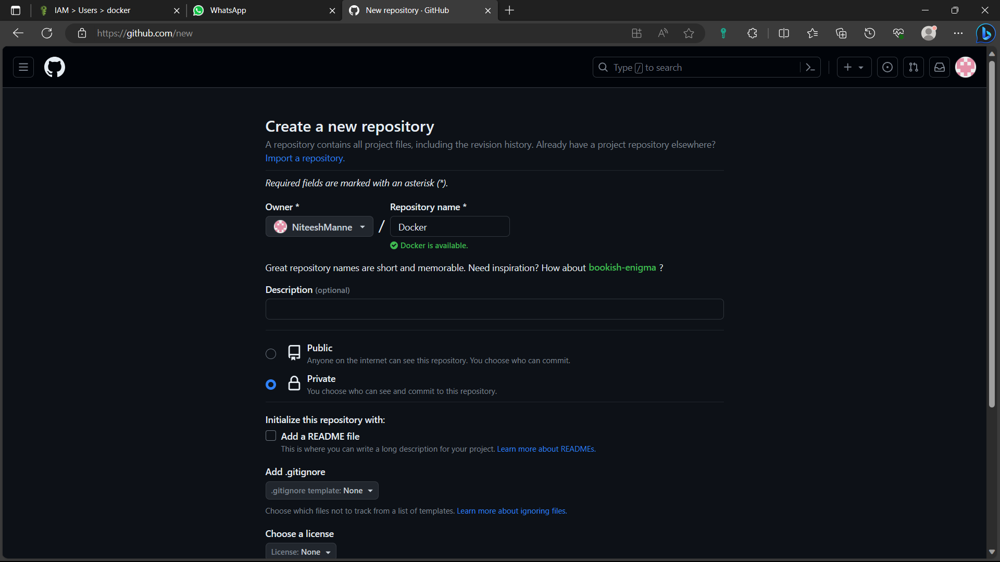 IAM > Users > docker
WhatsApp
New repository · GitHub
https://github.com/new
Type / to search
Create a new repository
A repository contains all project files, including the revision history. Already have a project repository elsewhere?
Import a repository.
Required fields are marked with an asterisk (*).
Owner *
Repository name *
NiteeshManne
/
Docker
Docker is available.
Great repository names are short and memorable. Need inspiration? How about bookish-enigma ?
Description (optional)
Public
Anyone on the internet can see this repository. You choose who can commit.
Private
You choose who can see and commit to this repository.
Initialize this repository with:
Add a README file
This is where you can write a long description for your project. Learn more about READMEs.
Add .gitignore
.gitignore template: None
Choose which files not to track from a list of templates. Learn more about ignoring files.
Choose a license
License: None